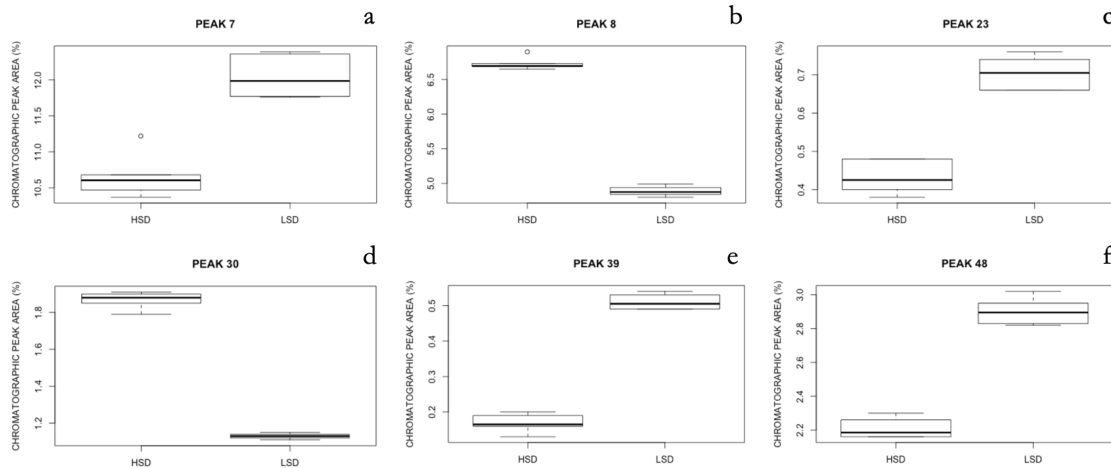 PEAK 7 a
CHROMATOGRAPHIC PEAK AREA (%)
12.0
11.5
11.0
10.5
HSD LSD
PEAK 8 b
CHROMATOGRAPHIC PEAK AREA (%)
6.5
6.0
5.5
5.0
HSD LSD
PEAK 23 c
CHROMATOGRAPHIC PEAK AREA (%)
0.7
0.6
0.5
0.4
HSD LSD
PEAK 30 d
CHROMATOGRAPHIC PEAK AREA (%)
1.8
1.6
1.4
1.2
HSD LSD
PEAK 39 e
CHROMATOGRAPHIC PEAK AREA (%)
0.5
0.4
0.3
0.2
HSD LSD
PEAK 48 f
CHROMATOGRAPHIC PEAK AREA (%)
3.0
2.8
2.6
2.4
2.2
HSD LSD